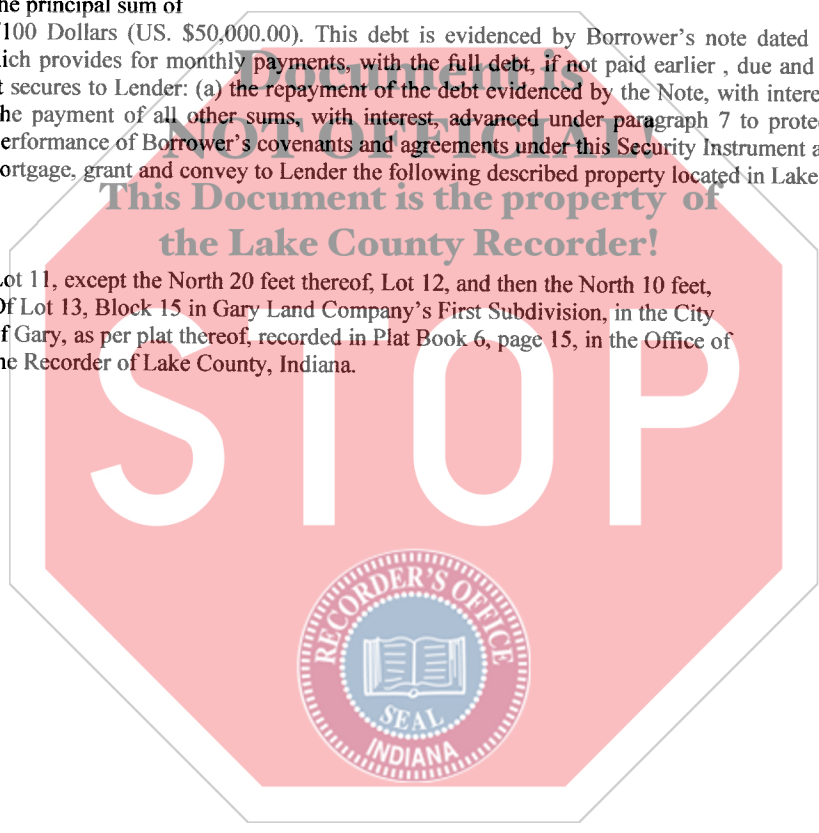 he principal sum of
/100 Dollars (US. $50,000.00). This debt is evidenced by Borrower's note dated
ich provides for monthly payments, with the full debt, if not paid earlier , due and
t secures to Lender: (a) the repayment of the debt evidenced by the Note, with intere
Document is
he payment of all other sums, with interest, advanced under paragraph 7 to prote
NOT OFFICIAL!
erformance of Borrower's covenants and agreements under this Security Instrument a
ortgage, grant and convey to Lender the following described property located in Lake
This Document is the property of
the Lake County Recorder!
ot 11, except the North 20 feet thereof, Lot 12, and then the North 10 feet,
Of Lot 13, Block 15 in Gary Land Company's First Subdivision, in the City
f Gary, as per plat thereof, recorded in Plat Book 6, page 15, in the Office of
he Recorder of Lake County, Indiana.
STOP
RECORDER'S OFFICE
SEAL
INDIANA